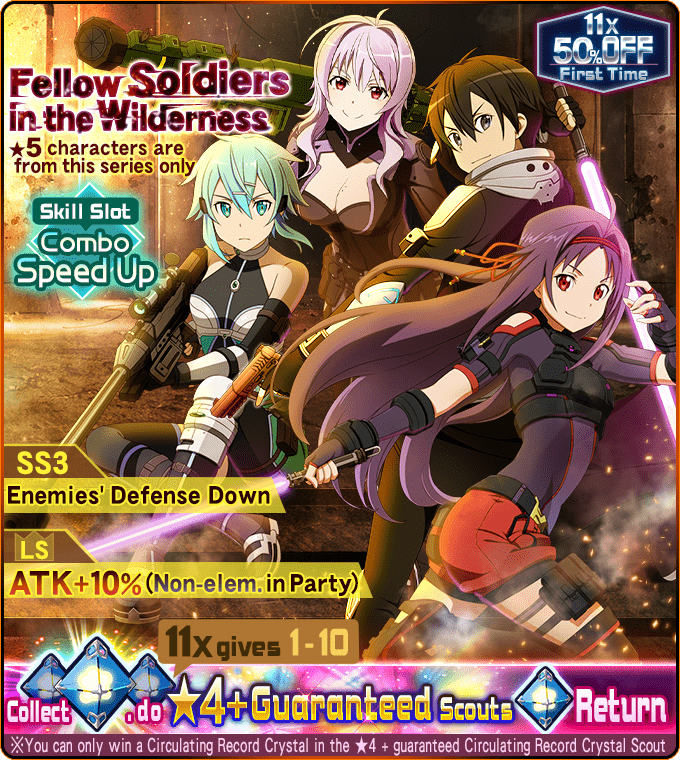 11x
50%OFF
First Time
Fellow Soldiers
in the Wilderness
★5 characters are
from this series only
Skill Slot
Combo
Speed Up
SS3
Enemies' Defense Down
LS
ATK+10% (Non-elem. in Party)
11x gives 1-10
Collect .do ★4+Guaranteed Scouts Return
※You can only win a Circulating Record Crystal in the ★4 + guaranteed Circulating Record Crystal Scout